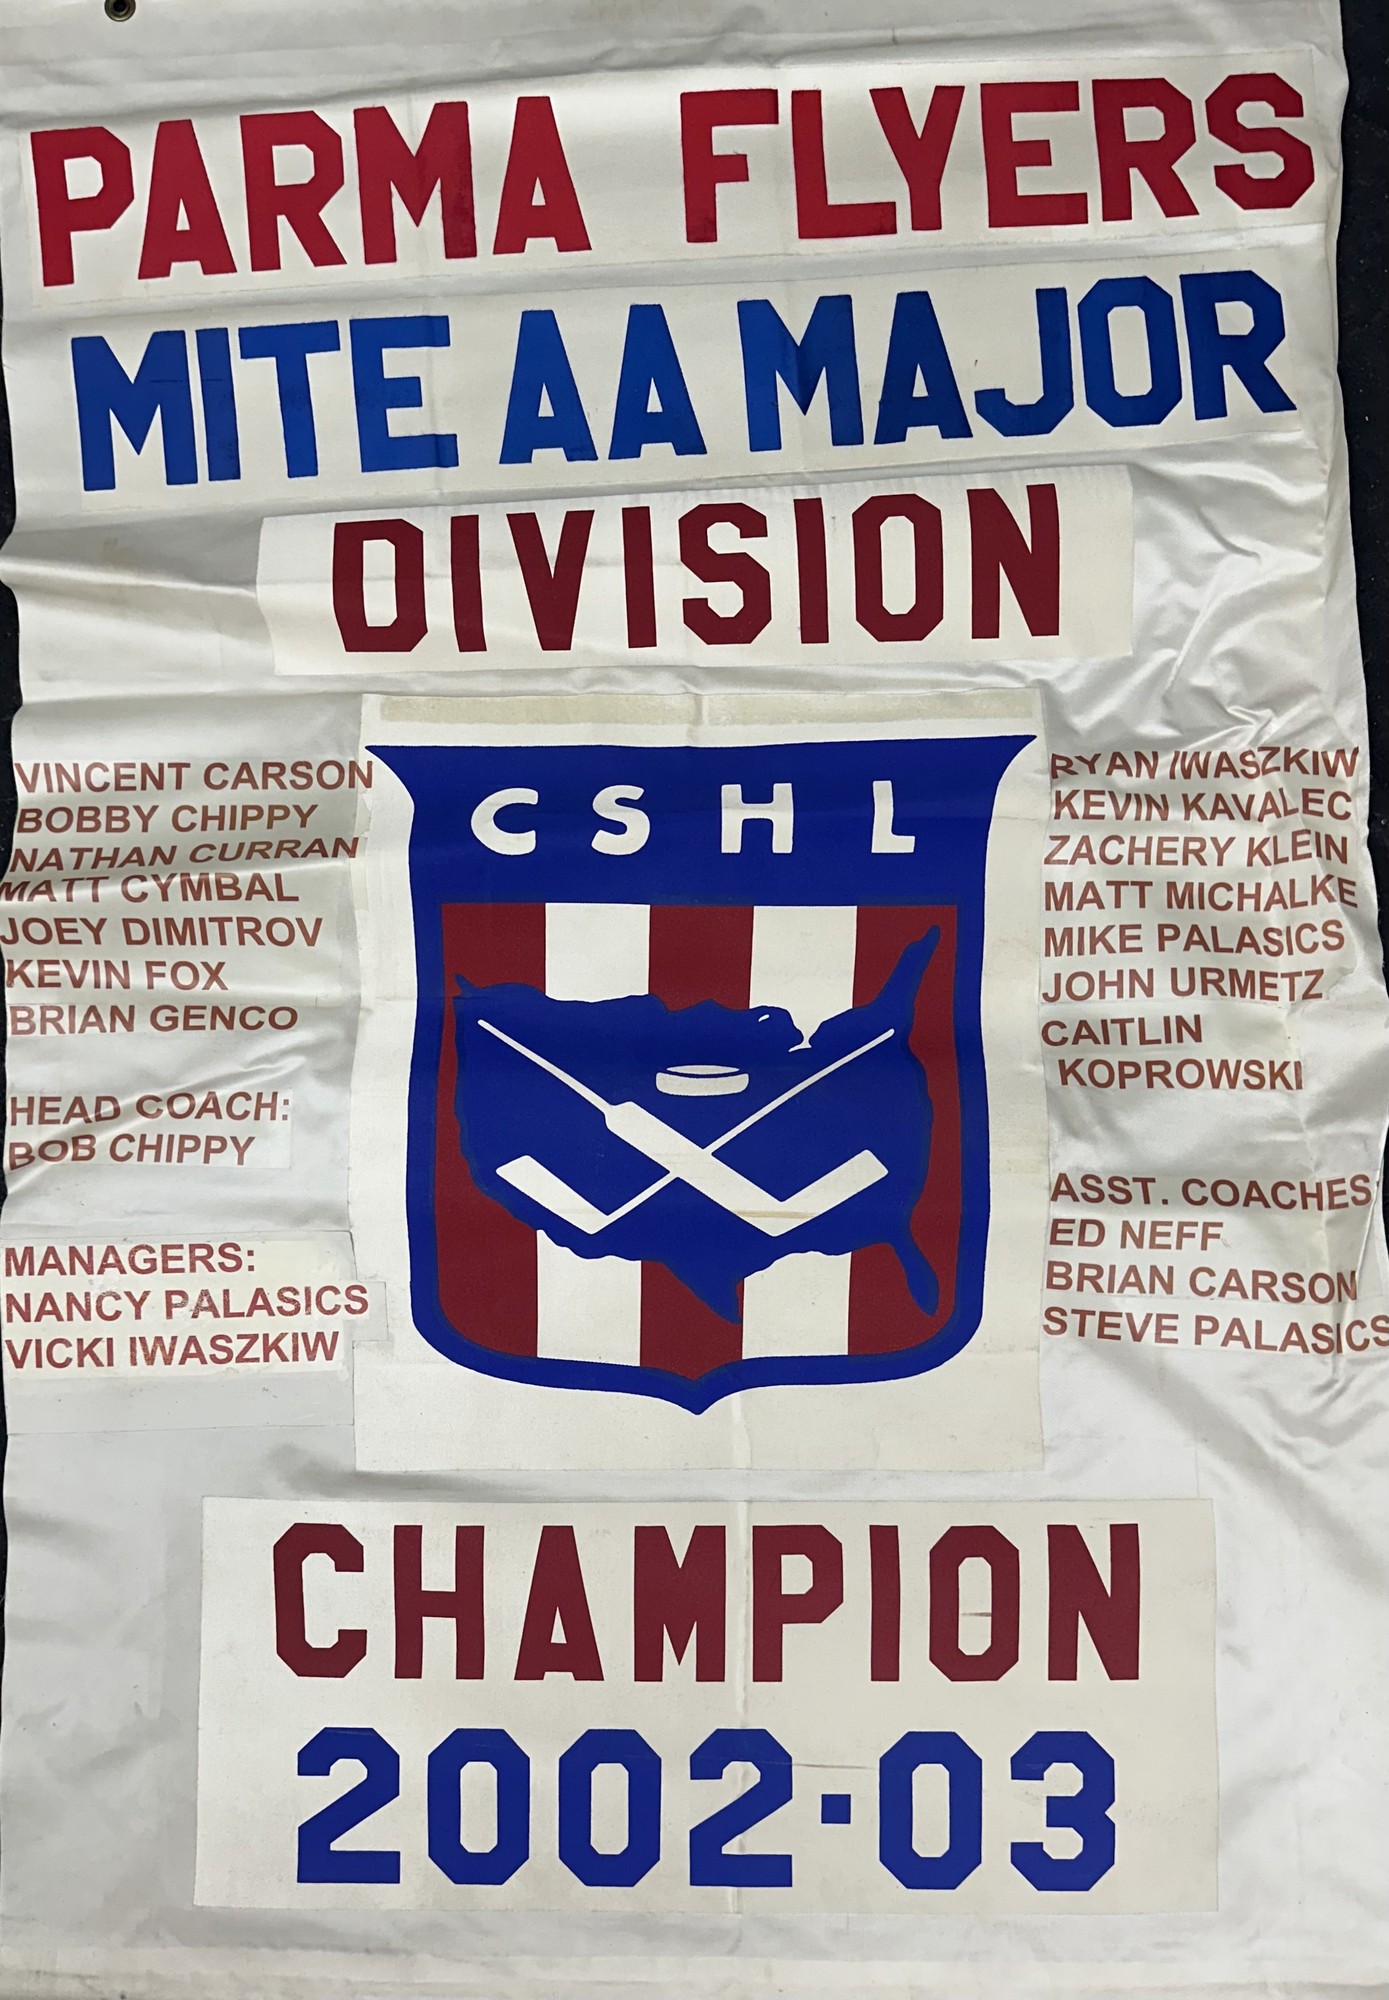 PARMA FLYERS
MITE AA MAJOR
DIVISION
VINCENT CARSON
BOBBY CHIPPY
NATHAN CURRAN
MATT CYMBAL
JOEY DIMITROV
KEVIN FOX
BRIAN GENCO
HEAD COACH:
BOB CHIPPY
MANAGERS:
NANCY PALASICS
VICKI IWASZKIW
CSHL
RYAN IWASZKIW
KEVIN KAVALEC
ZACHERY KLEIN
MATT MICHALKE
MIKE PALASICS
JOHN URMETZ
CAITLIN
KOPROWSKI
ASST. COACHES:
ED NEFF
BRIAN CARSON
STEVE PALASICS
CHAMPION
2002-03